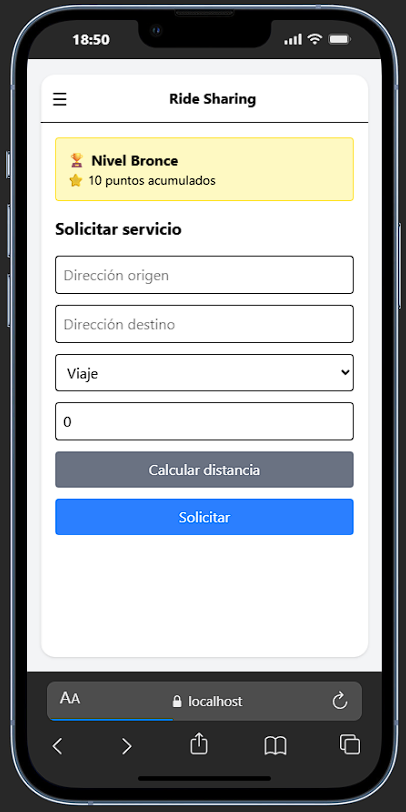 18:50
Ride Sharing
Nivel Bronce
10 puntos acumulados
Solicitar servicio
Dirección origen
Dirección destino
Viaje
0
Calcular distancia
Solicitar
AA localhost